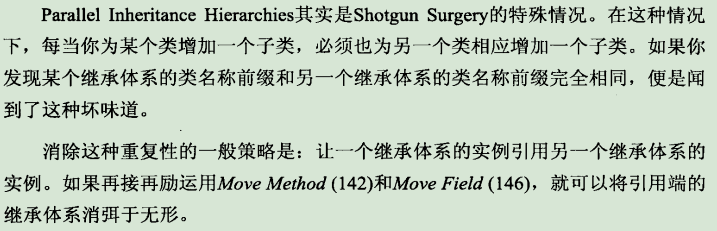 Parallel Inheritance Hierarchies其实是Shotgun Surgery的特殊情况。在这种情况
下，每当你为某个类增加一个子类，必须也为另一个类相应增加一个子类。如果你
发现某个继承体系的类名称前缀和另一个继承体系的类名称前缀完全相同，便是闻
到了这种坏味道。
消除这种重复性的一般策略是：让一个继承体系的实例引用另一个继承体系的
实例。如果再接再励运用Move Method (142)和Move Field (146)，就可以将引用端的
继承体系消弭于无形。